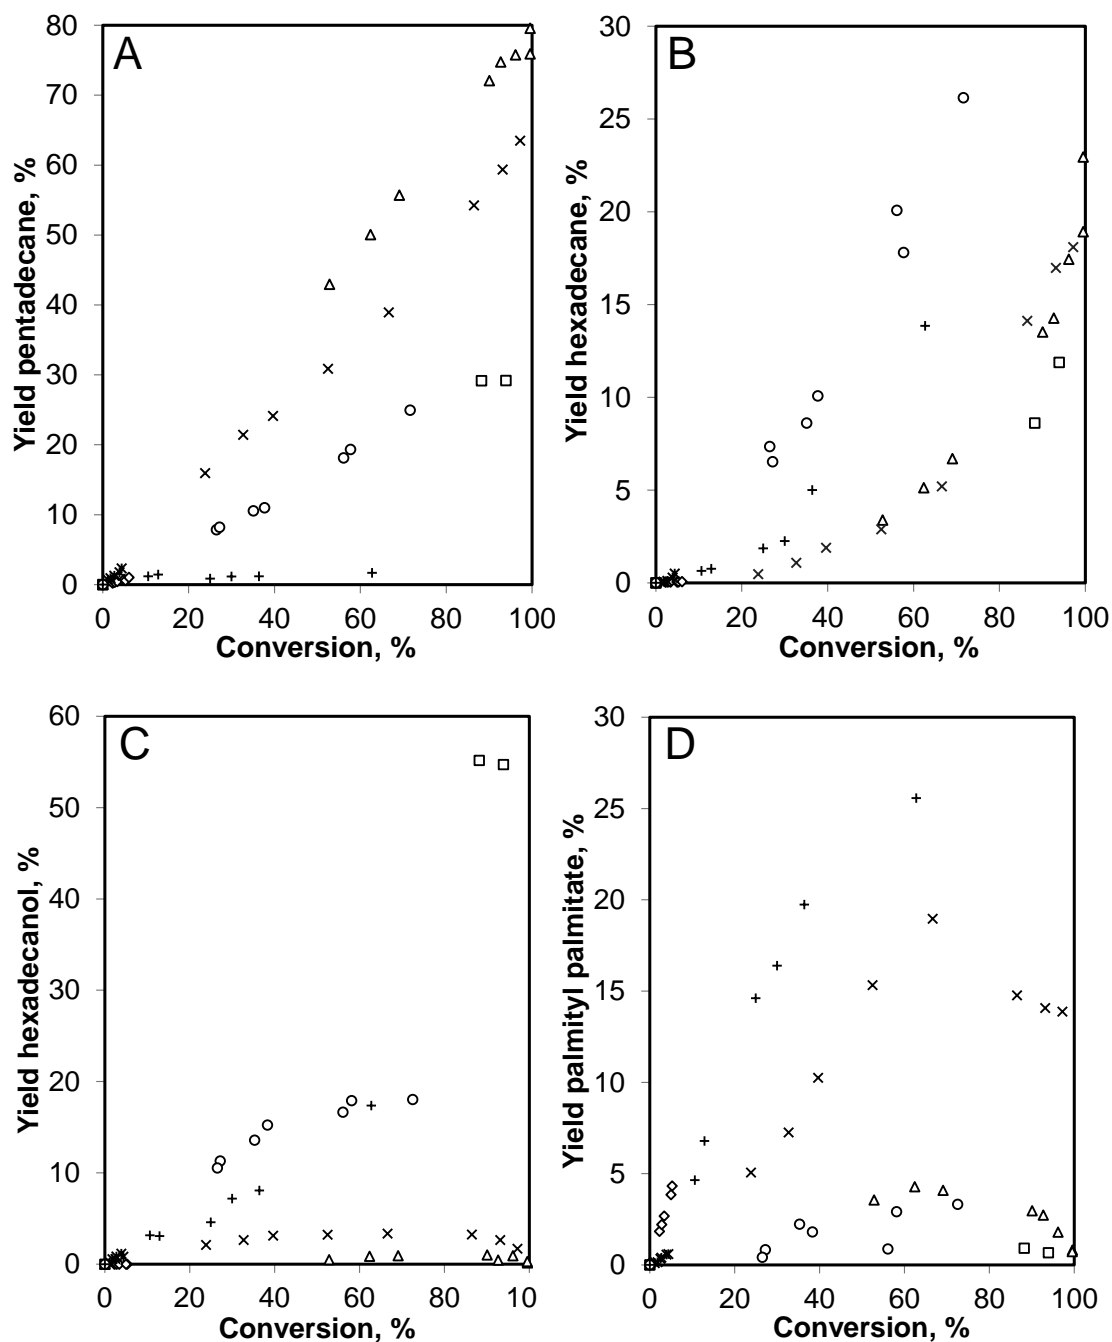 A
Yield pentadecane, %
80
70
60
50
40
30
20
10
0
0 20 40 60 80 100
Conversion, %
B
Yield hexadecane, %
30
25
20
15
10
5
0
0 20 40 60 80 100
Conversion, %
C
Yield hexadecanol, %
60
50
40
30
20
10
0
0 20 40 60 80 10
Conversion, %
D
Yield palmityl palmitate, %
30
25
20
15
10
5
0
0 20 40 60 80 100
Conversion, %